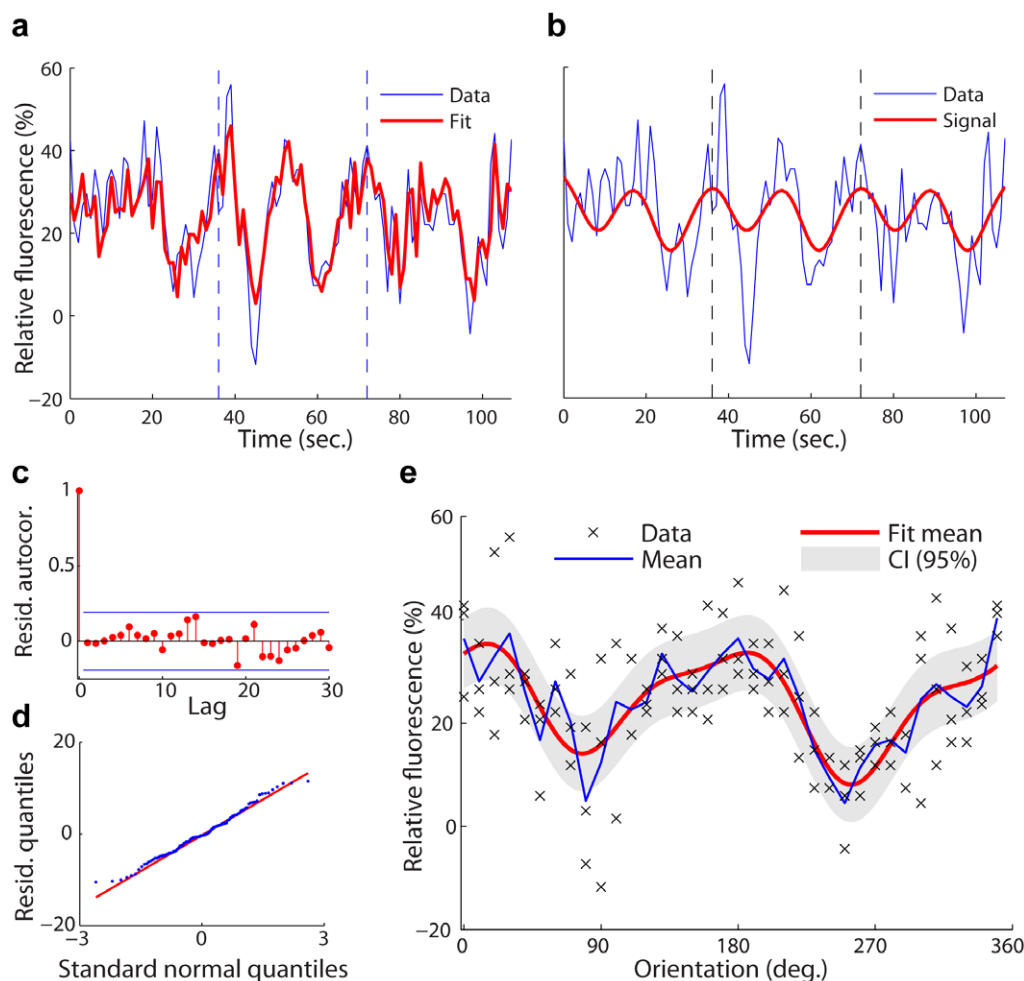 a
Relative fluorescence (%)
60
40
20
0
−20
0
20
40
60
80
100
Time (sec.)
Data
Fit
b
0
20
40
60
80
100
Time (sec.)
Data
Signal
c
Resid. autocor.
1
0.5
0
0
10
20
30
Lag
d
Resid. quantiles
20
0
−20
−3
0
3
Standard normal quantiles
e
Relative fluorescence (%)
60
40
20
0
−20
0
90
180
270
360
Orientation (deg.)
Data
Mean
Fit mean
CI (95%)